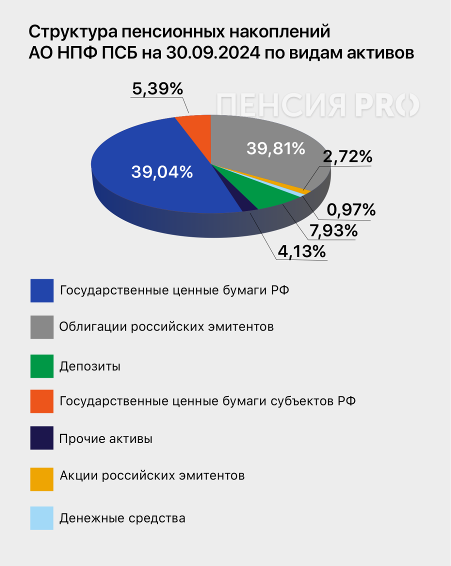 Структура пенсионных накоплений
АО НПФ ПСБ на 30.09.2024 по видам активов
ПЕНСИЯ PRO
5,39%
39,81%
2,72%
39,04%
0,97%
7,93%
4,13%
Государственные ценные бумаги РФ
Облигации российских эмитентов
Депозиты
Государственные ценные бумаги субъектов РФ
Прочие активы
Акции российских эмитентов
Денежные средства